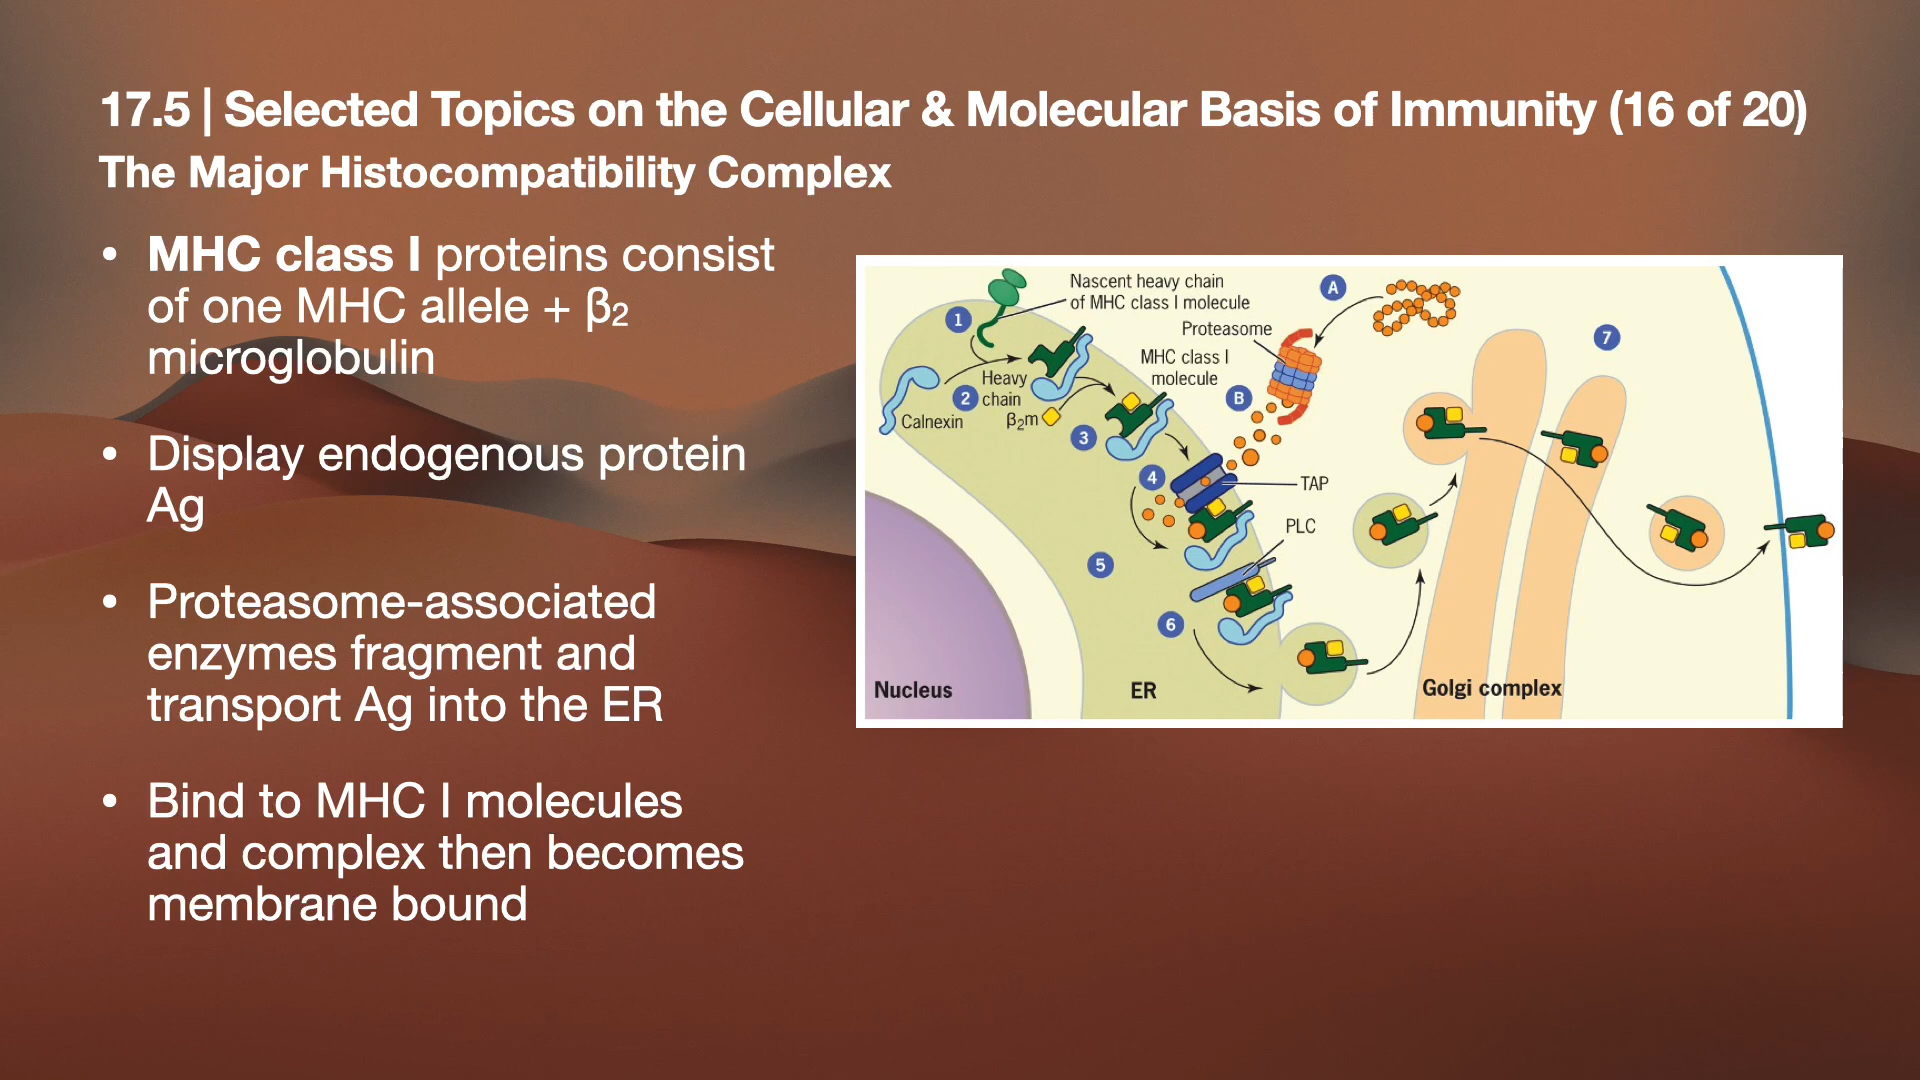 17.5 | Selected Topics on the Cellular & Molecular Basis of Immunity (16 of 20)
The Major Histocompatibility Complex
• MHC class I proteins consist
of one MHC allele + β₂
microglobulin
• Display endogenous protein
Ag
• Proteasome-associated
enzymes fragment and
transport Ag into the ER
• Bind to MHC I molecules
and complex then becomes
membrane bound
Nascent heavy chain
of MHC class I molecule
A
1
Proteasome
7
MHC class I
molecule
Heavy
chain
2
B
Calnexin
β₂m
3
4
TAP
PLC
5
6
Nucleus
ER
Golgi complex